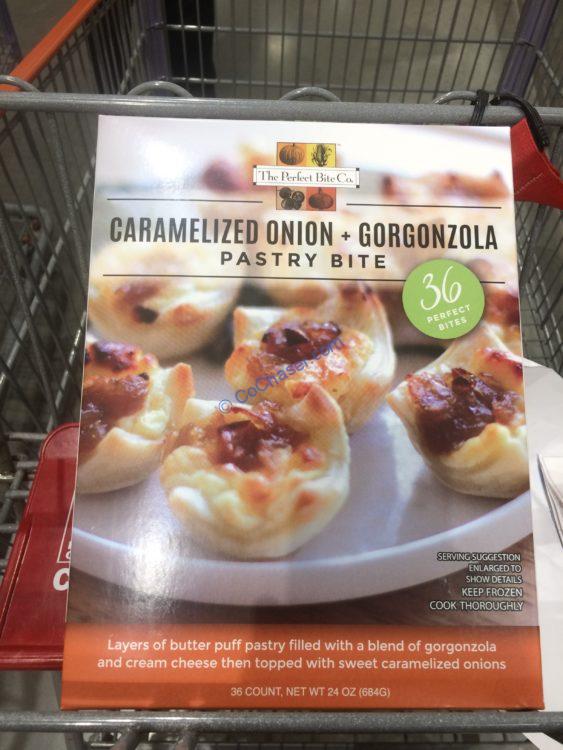 The Perfect Bite Co.
CARAMELIZED ONION + GORGONZOLA
PASTRY BITE
36
PERFECT
BITES
© CoChaser.com
SERVING SUGGESTION
ENLARGED TO
SHOW DETAILS
KEEP FROZEN
COOK THOROUGHLY
Layers of butter puff pastry filled with a blend of gorgonzola
and cream cheese then topped with sweet caramelized onions
36 COUNT, NET WT 24 OZ (684G)